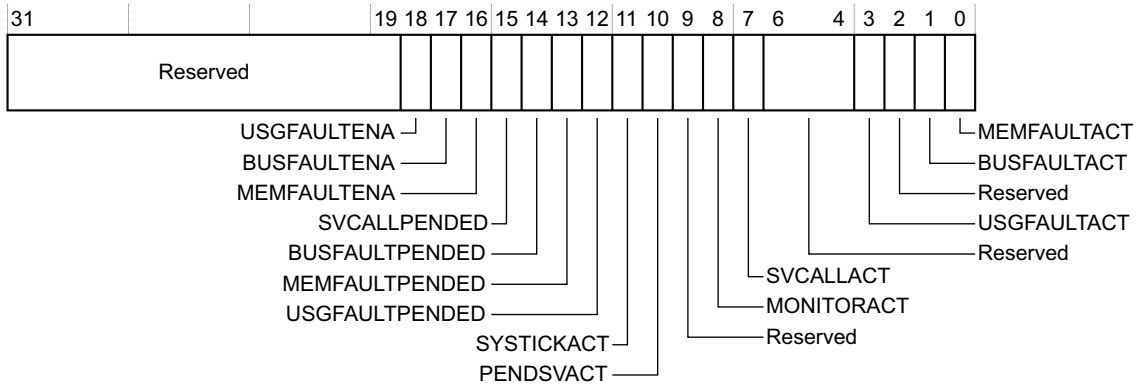 31 19 18 17 16 15 14 13 12 11 10 9 8 7 6 4 3 2 1 0
Reserved
USGFAULTENA MEMFAULTACT
BUSFAULTENA BUSFAULTACT
MEMFAULTENA Reserved
SVCALLPENDED USGFAULTACT
BUSFAULTPENDED Reserved
MEMFAULTPENDED SVCALLACT
USGFAULTPENDED MONITORACT
SYSTICKACT Reserved
PENDSVACT